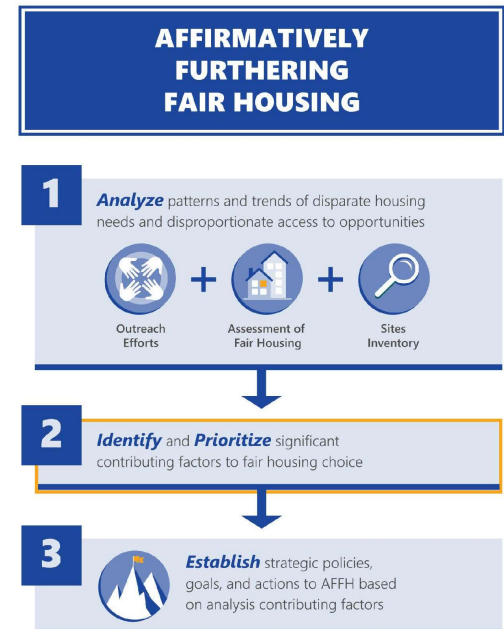 AFFIRMATIVELY
FURTHERING
FAIR HOUSING
1
Analyze patterns and trends of disparate housing
needs and disproportionate access to opportunities
Outreach
Efforts
+
Assessment of
Fair Housing
+
Sites
Inventory
2
Identify and Prioritize significant
contributing factors to fair housing choice
3
Establish strategic policies,
goals, and actions to AFFH based
on analysis contributing factors